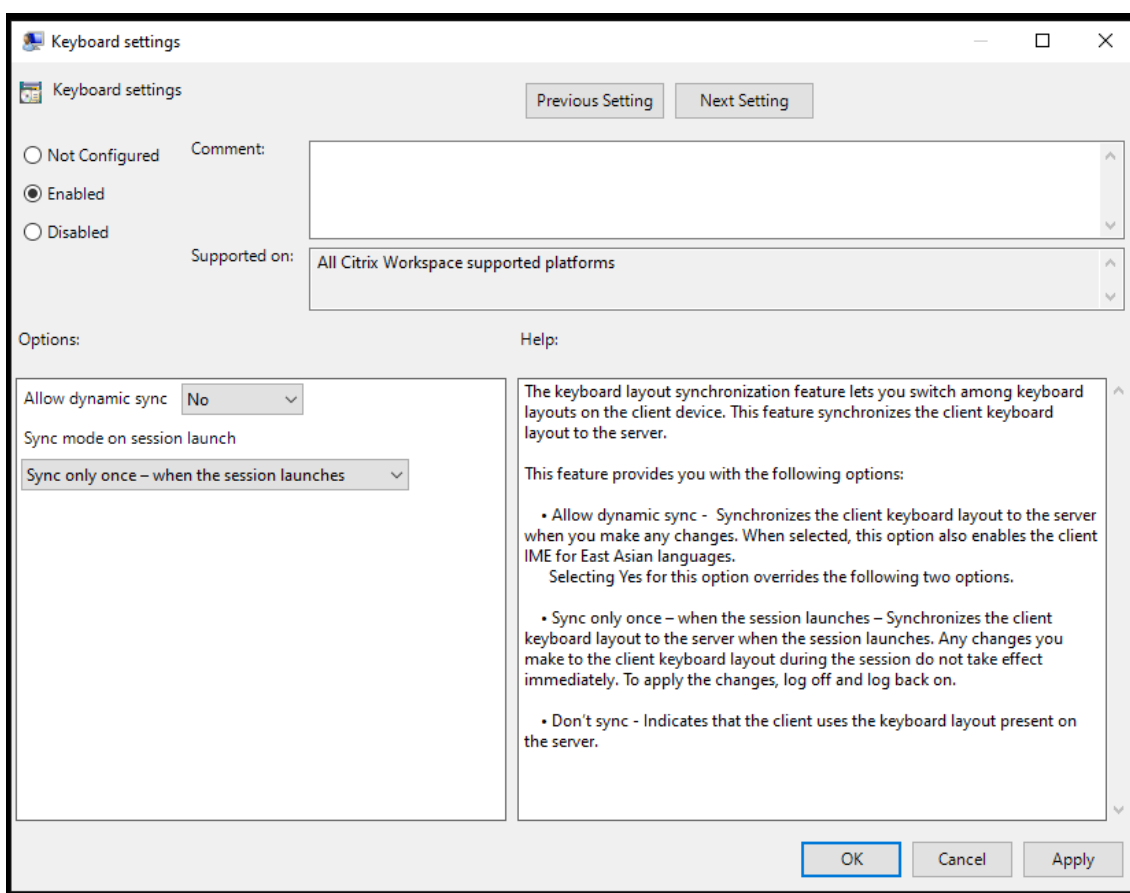 Keyboard settings
Keyboard settings
Previous Setting
Next Setting
Not Configured
Comment:
Enabled
Disabled
Supported on:
All Citrix Workspace supported platforms
Options:
Help:
Allow dynamic sync
No
Sync mode on session launch
Sync only once – when the session launches
The keyboard layout synchronization feature lets you switch among keyboard
layouts on the client device. This feature synchronizes the client keyboard
layout to the server.
This feature provides you with the following options:
• Allow dynamic sync - Synchronizes the client keyboard layout to the server
when you make any changes. When selected, this option also enables the client
IME for East Asian languages.
Selecting Yes for this option overrides the following two options.
• Sync only once – when the session launches – Synchronizes the client
keyboard layout to the server when the session launches. Any changes you
make to the client keyboard layout during the session do not take effect
immediately. To apply the changes, log off and log back on.
• Don’t sync - Indicates that the client uses the keyboard layout present on
the server.
OK
Cancel
Apply